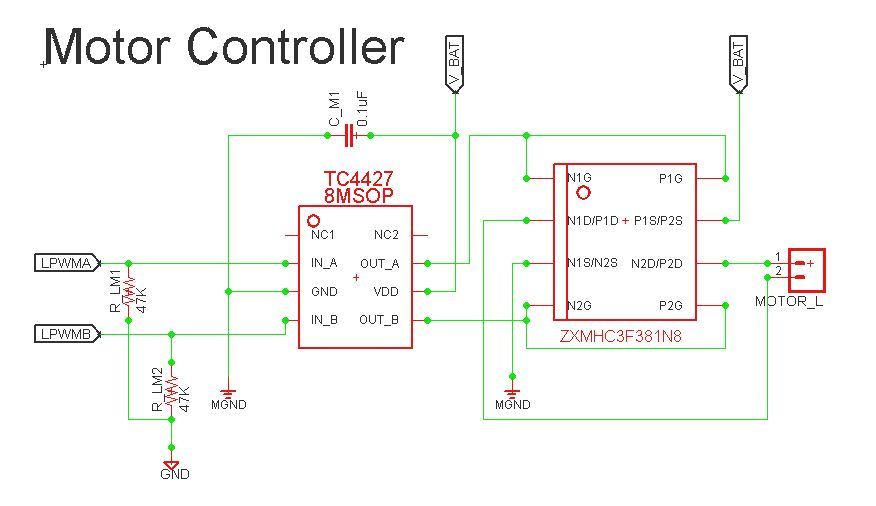 Motor Controller
V_BAT
V_BAT
C_M1
0.1uF
TC4427
8MSOP
NC1
NC2
IN_A
OUT_A
GND
VDD
IN_B
OUT_B
LPWMA
R_LM1
47K
LPWMB
R_LM2
47K
GND
MGND
N1G
P1G
N1D/P1D
P1S/P2S
N1S/N2S
N2D/P2D
N2G
P2G
ZXMHC3F381N8
MGND
1
2
MOTOR_L